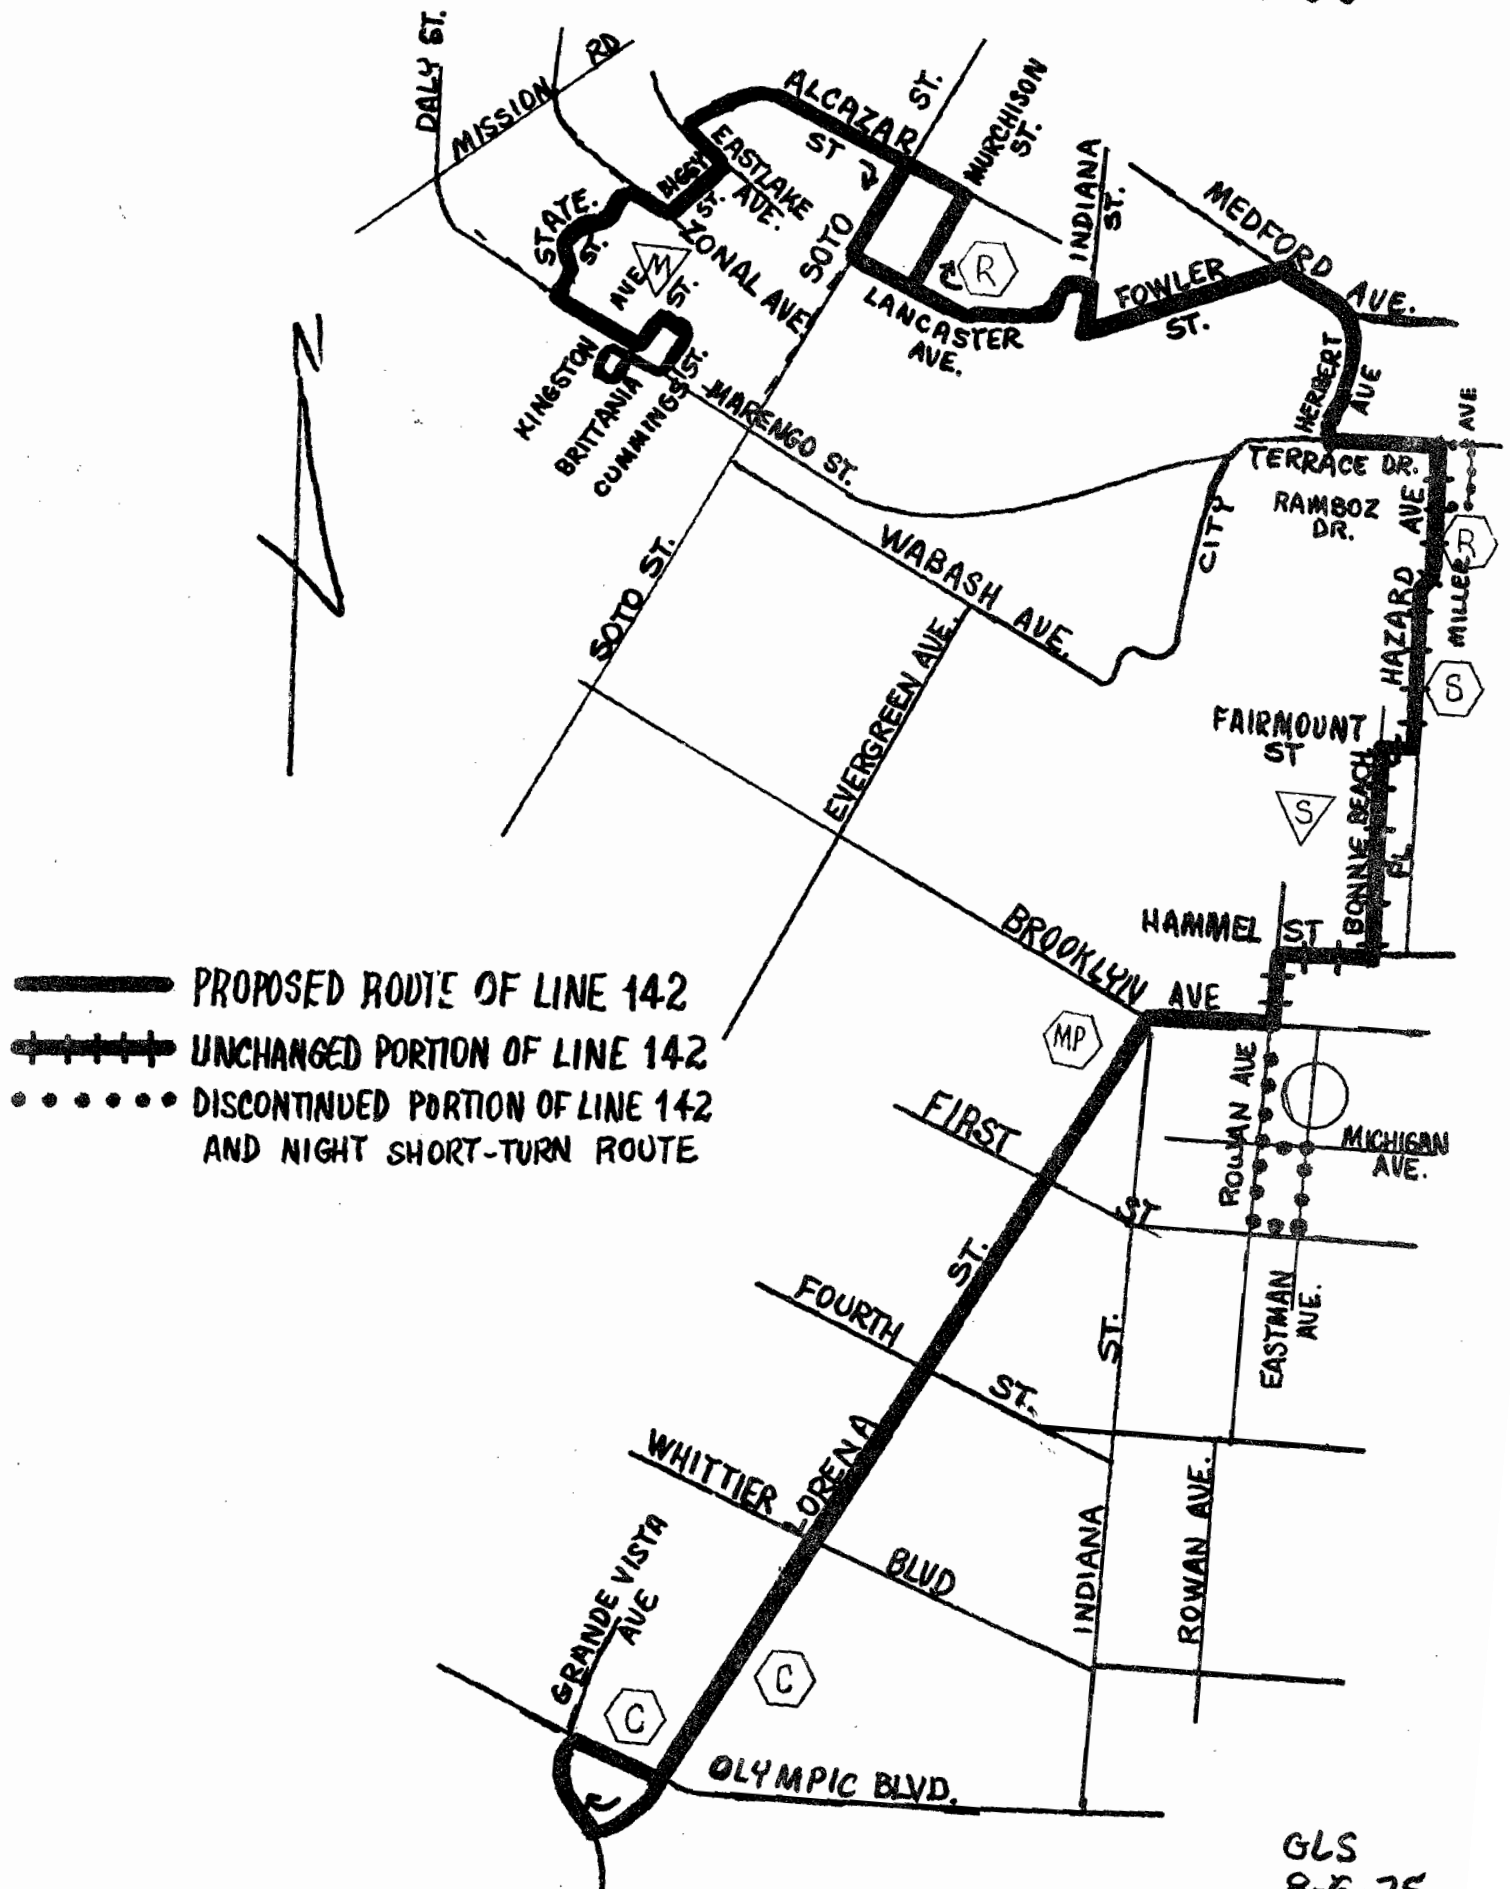 DALY ST.
MISSION RD
ALCAZAR ST
ST.
MURCHISON ST.
EASTLAKE AVE.
BIGGY ST.
STATE ST.
ZONAL AVE.
SOTO
M
AVE
ST.
R
INDIANA ST.
MEDFORD AVE.
FOWLER ST.
LANCASTER AVE.
HERBERT AVE
AVE
KINGSTON
BRITTANIA
CUMMINGS ST.
ST.
MARENGO ST.
TERRACE DR.
RAMBOZ DR.
CITY
HAZARD AVE
R
MILLER
S
WABASH AVE.
SOTO ST.
EVERGREEN AVE.
FAIRMOUNT ST
S
BONNIE BEACH PL
HAMMEL ST
BROOKLYN AVE
MP
N
PROPOSED ROUTE OF LINE 142
UNCHANGED PORTION OF LINE 142
DISCONTINUED PORTION OF LINE 142
AND NIGHT SHORT-TURN ROUTE
FIRST ST
ROWAN AVE
MICHIGAN AVE.
EASTMAN AVE.
FOURTH ST.
LORENA ST.
WHITTIER BLVD
INDIANA ST.
ROWAN AVE.
GRANDE VISTA AVE
C
C
OLYMPIC BLVD.
GLS